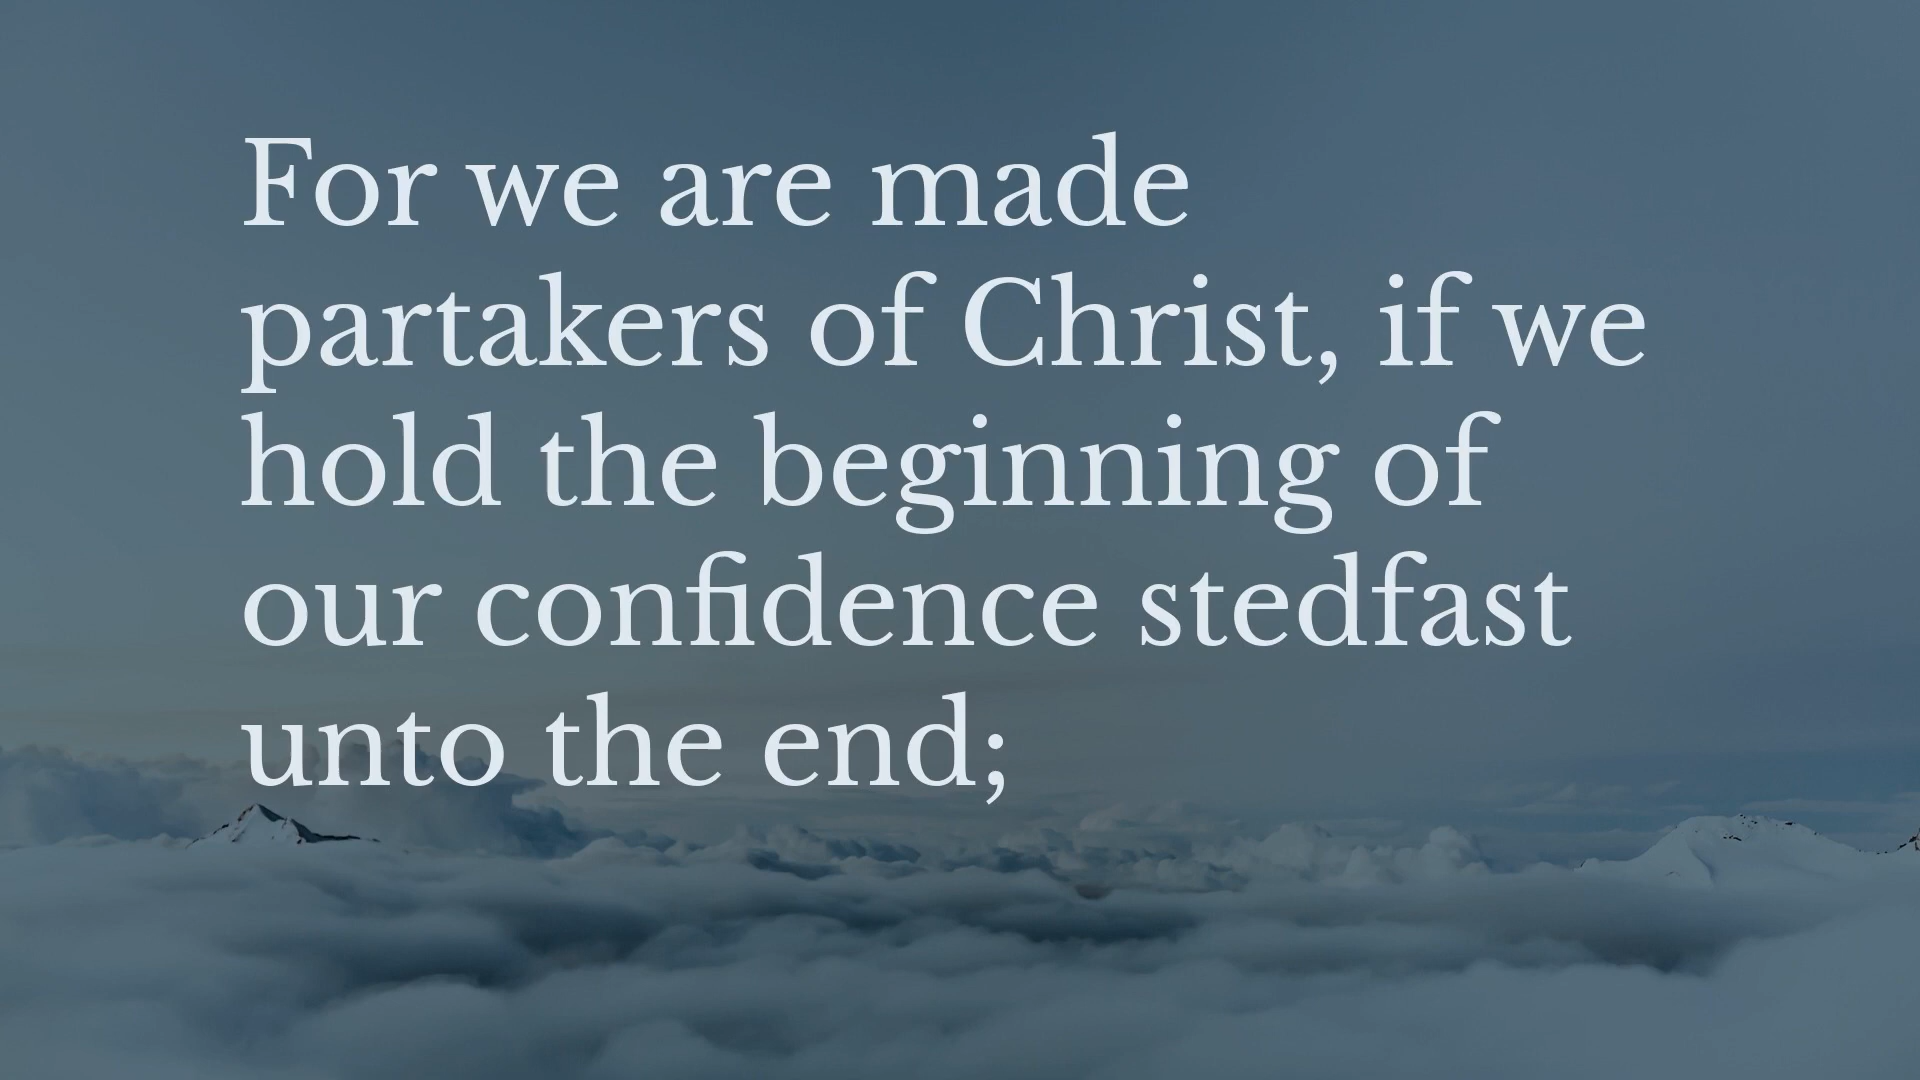 For we are made
partakers of Christ, if we
hold the beginning of
our confidence stedfast
unto the end;